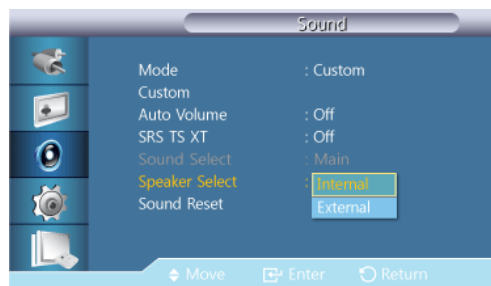 Sound
Mode : Custom
Custom
Auto Volume : Off
SRS TS XT : Off
Sound Select : Main
Speaker Select : Internal
External
Sound Reset
Move Enter Return